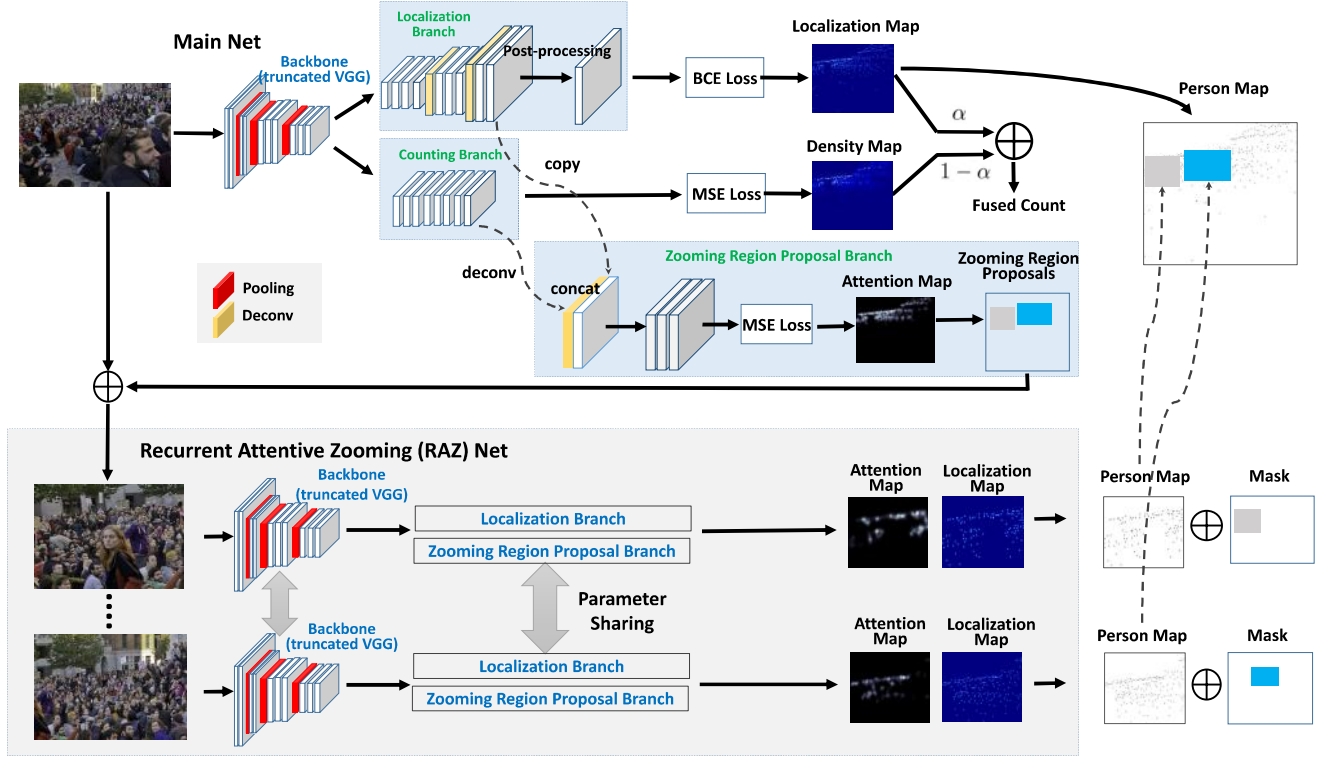 Main Net
Localization
Branch
Backbone
(truncated VGG)
Post-processing
BCE Loss
Localization Map
α
Person Map
Counting Branch
copy
MSE Loss
Density Map
1 − α
Fused Count
deconv
Zooming Region Proposal Branch
concat
MSE Loss
Attention Map
Zooming Region
Proposals
Pooling
Deconv
Recurrent Attentive Zooming (RAZ) Net
Backbone
(truncated VGG)
Localization Branch
Zooming Region Proposal Branch
Attention
Map
Localization
Map
Person Map
Mask
Parameter
Sharing
Backbone
(truncated VGG)
Localization Branch
Zooming Region Proposal Branch
Attention
Map
Localization
Map
Person Map
Mask